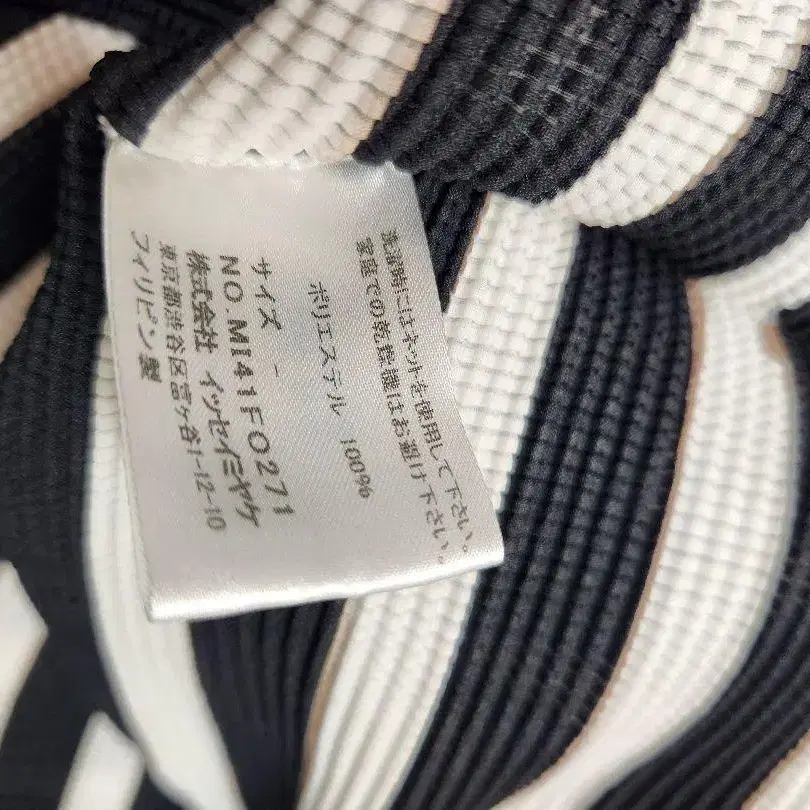 洗濯時にはネットを使用して下さい。
家庭での乾燥機はお避け下さい。
ポリエステル 100%
サイズ -
NO.MI41FO271
株式会社 イッセイミヤケ
東京都渋谷区富ヶ谷1-12-10
フィリピン製